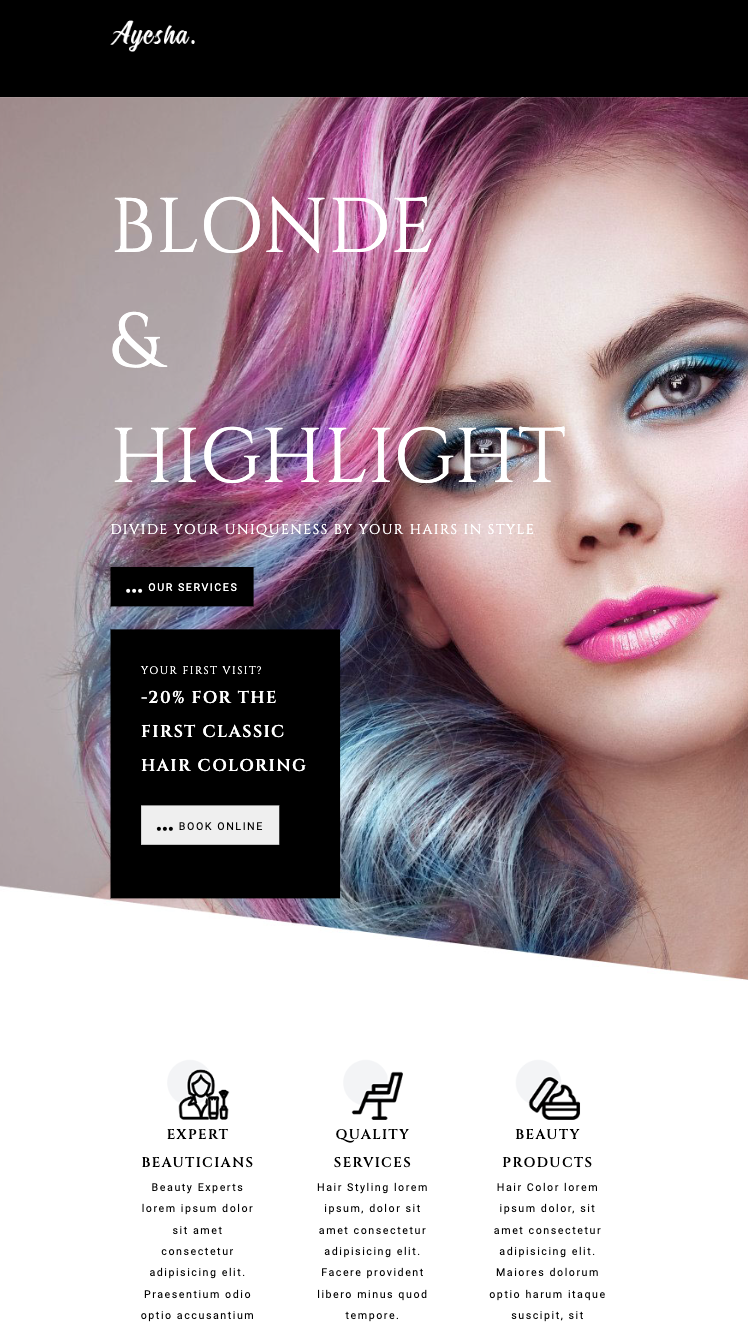 Ayesha.
BLONDE
&
HIGHLIGHT
DIVIDE YOUR UNIQUENESS BY YOUR HAIRS IN STYLE
OUR SERVICES
YOUR FIRST VISIT?
-20% FOR THE
FIRST CLASSIC
HAIR COLORING
BOOK ONLINE
EXPERT
BEAUTICIANS
Beauty Experts
lorem ipsum dolor
sit amet
consectetur
adipisicing elit.
Praesentium odio
optio accusantium
QUALITY
SERVICES
Hair Styling lorem
ipsum, dolor sit
amet consectetur
adipisicing elit.
Facere provident
libero minus quod
tempore.
BEAUTY
PRODUCTS
Hair Color lorem
ipsum dolor, sit
amet consectetur
adipisicing elit.
Maiores dolorum
optio harum itaque
suscipit, sit